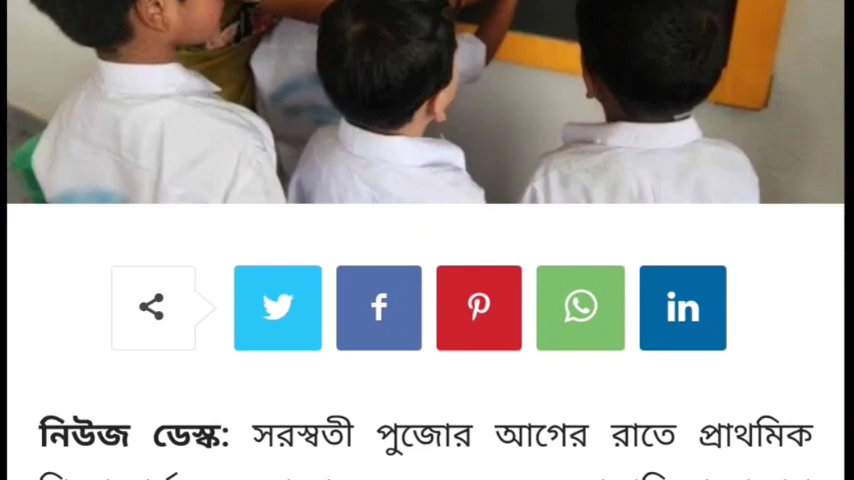 নিউজ ডেস্ক: সরস্বতী পুজোর আগের রাতে প্রাথমিক